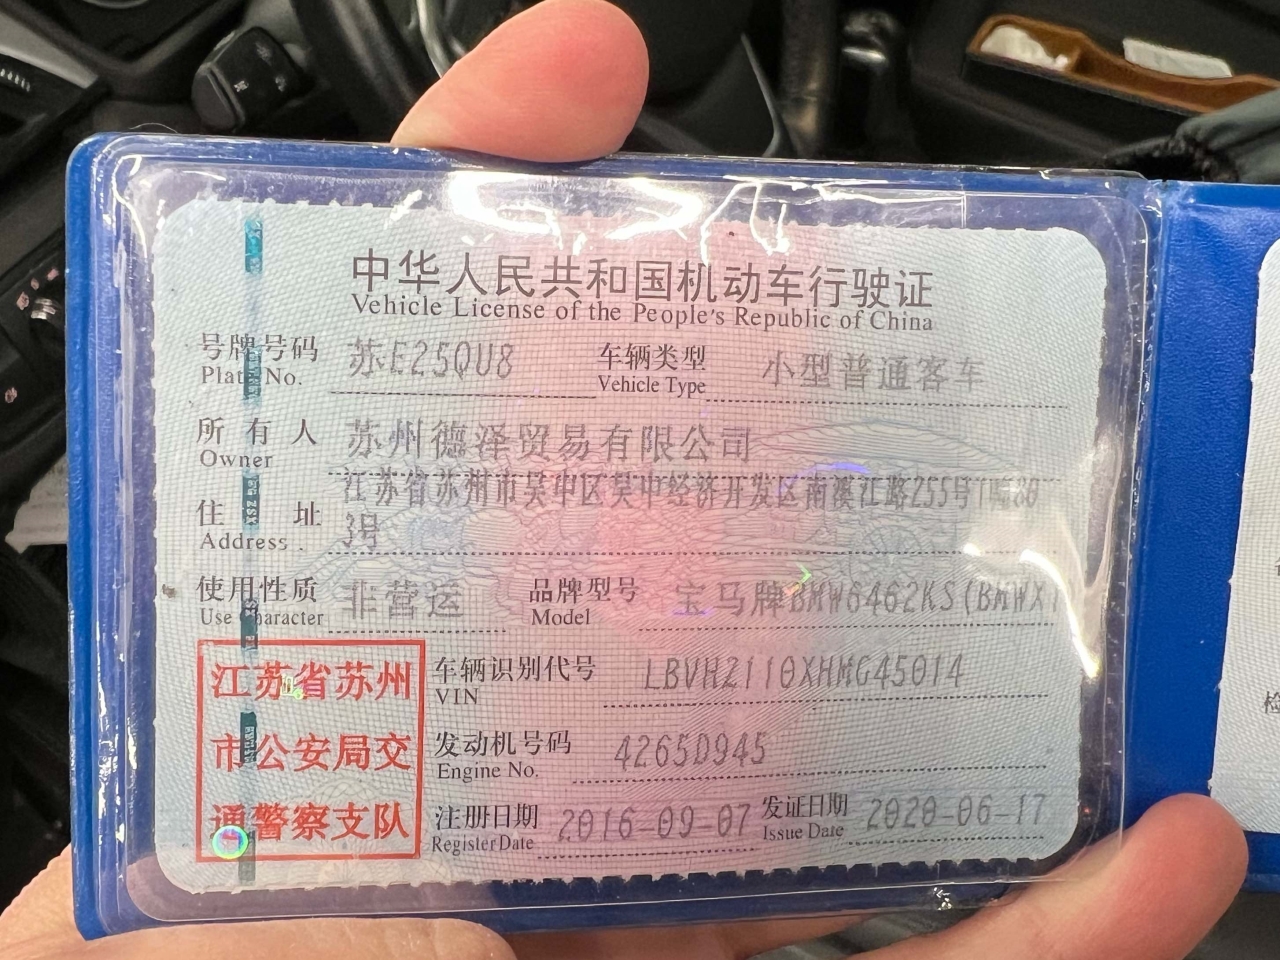 中华人民共和国机动车行驶证
Vehicle License of the People's Republic of China
号牌号码 苏E25QU8 车辆类型 小型普通客车
Plate No. Vehicle Type
所有人 苏州德泽贸易有限公司
Owner
江苏省苏州市吴中区吴中经济开发区南溪江路255号1幢80
住址 3号
Address
使用性质 非营运 品牌型号 宝马牌BMW6462KS(BMWX1
Use Character Model
江苏省苏州 车辆识别代号 LBVHZ110XHMG45014
VIN
市公安局交 发动机号码 4265D945
Engine No.
通警察支队 注册日期 2016-09-07 发证日期 2020-06-17
Register Date Issue Date
检